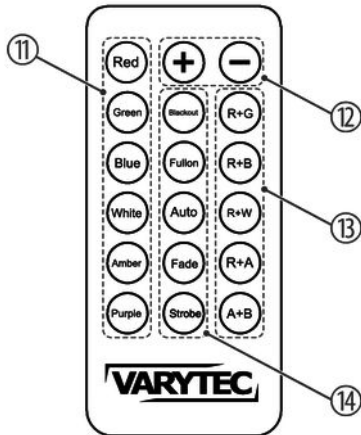 ⑪
Red + −
⑫
Green Blackout R+G
Blue Fullon R+B
⑬
White Auto R+W
Amber Fade R+A
Purple Strobe A+B
VARYTEC
⑭